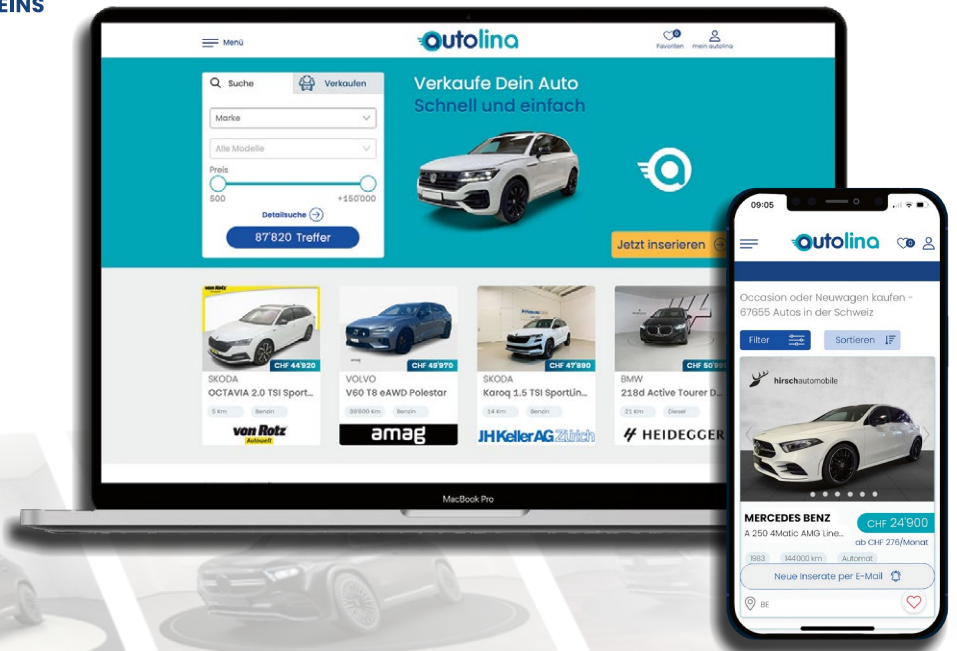 EINS
Menü
autolina
0
Favoriten
mein autolina
Suche
Verkaufen
Marke
Alle Modelle
Preis
500
+150'000
Detailsuche
87'820 Treffer
Verkaufe Dein Auto
Schnell und einfach
Jetzt inserieren
von Rotz
CHF 44'920
SKODA
OCTAVIA 2.0 TSI Sport...
5 Km
Benzin
von Rotz
Autowelt
CHF 45'970
VOLVO
V60 T8 eAWD Polestar
Benzin
amag
CHF 47'890
SKODA
Karoq 1.5 TSI SportLin...
14 Km
Benzin
JH Keller AG Zürich
CHF 50'99
BMW
218d Active Tourer D...
21 Km
Diesel
HEIDEGGER
MacBook Pro
09:05
autolina
0
Occasion oder Neuwagen kaufen -
67655 Autos in der Schweiz
Filter
Sortieren
hirschautomobile
MERCEDES BENZ
A 250 4Matic AMG Line...
CHF 24'900
ab CHF 276/Monat
1983
144000 km
Automat
Neue Inserate per E-Mail
BE